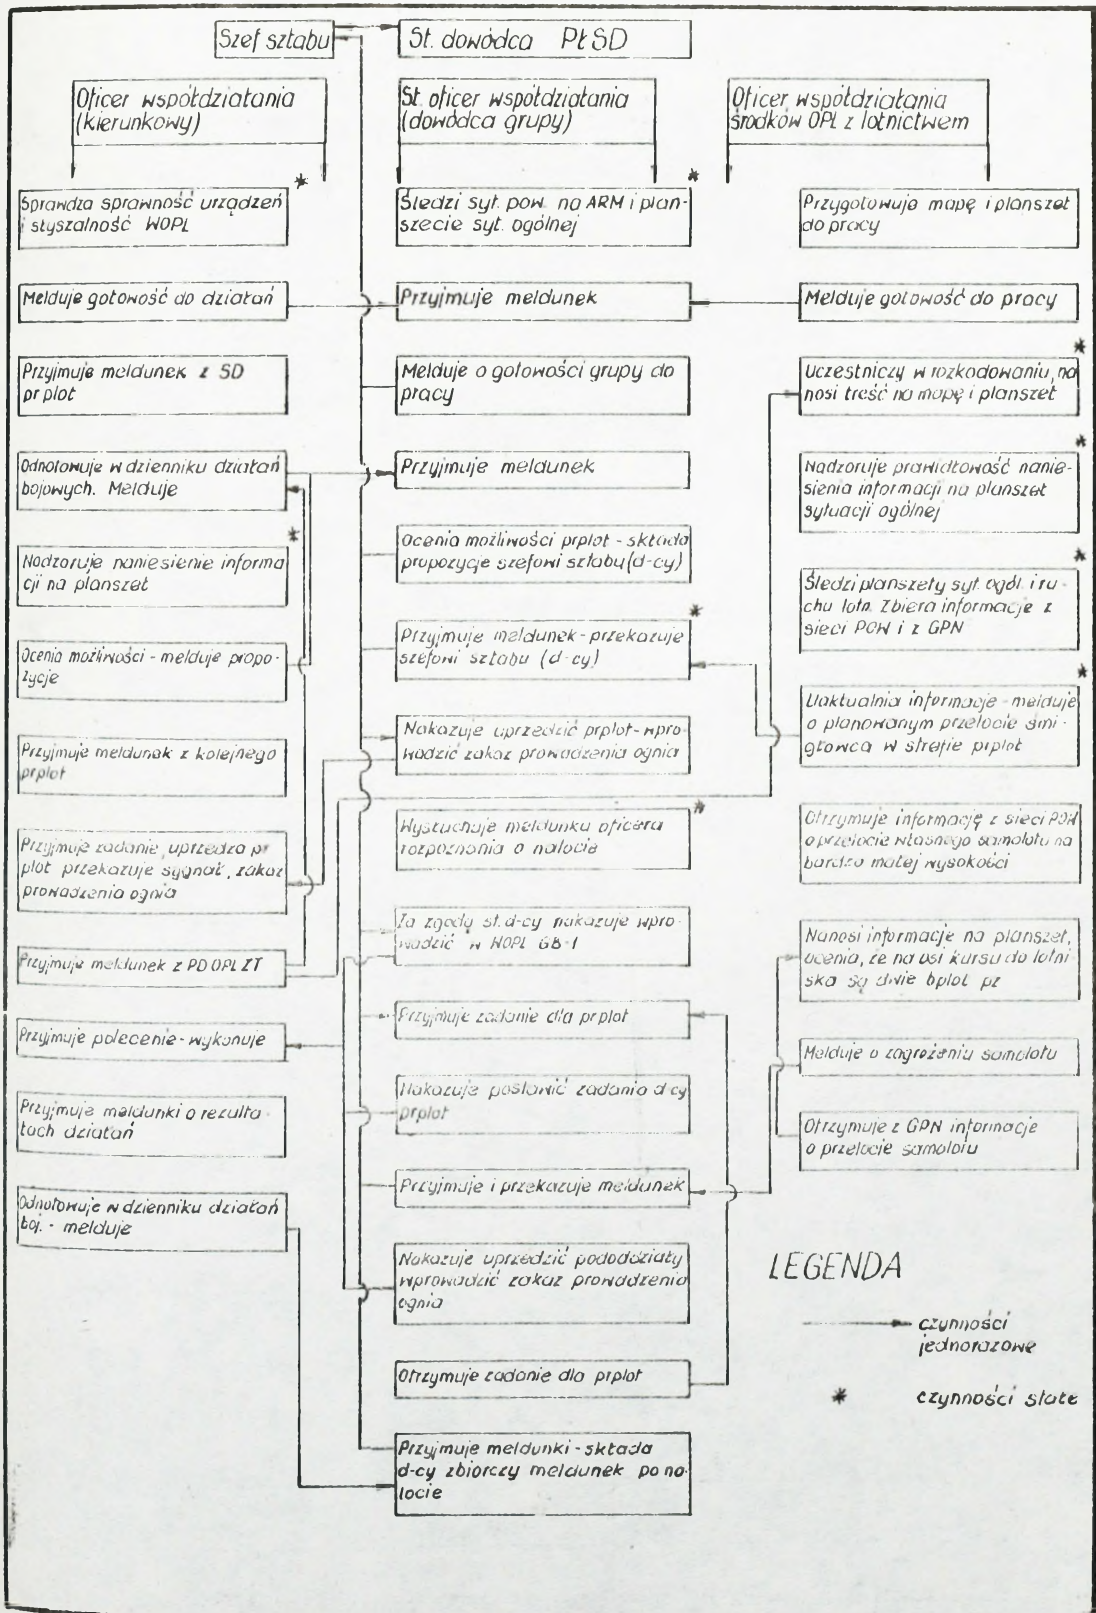 Szef sztabu
St. dowódca PŁSD
Oficer współdziałania
(kierunkowy)
St. oficer współdziałania
(dowódca grupy)
Oficer współdziałania
środków OPL z lotnictwem
*
Sprawdza sprawność urządzeń
i słyszalność WOPL
*
Śledzi syt. pow. na ARM i plan-
szecie syt. ogólnej
Przygotowuje mapę i planszet
do pracy
Melduje gotowość do działań
Przyjmuje meldunek
Melduje gotowość do pracy
Przyjmuje meldunek z SD
prplot
Melduje o gotowości grupy do
pracy
*
Uczestniczy w rozkodowaniu, na
nosi treść na mapę i planszet
Odnotowuje w dzienniku działań
bojowych. Melduje
Przyjmuje meldunek
*
Nadzoruje prawidłowość nanie-
sienia informacji na planszet
sytuacji ogólnej
*
Nadzoruje naniesienie informa
cji na planszet
Ocenia możliwości prplot - składa
propozycje szefowi sztabu (d-cy)
*
Śledzi planszety syt. ogól. i ru-
chu lotn. Zbiera informacje z
sieci POW i z GPN
Ocenia możliwości - melduje propo-
zycje
*
Przyjmuje meldunek - przekazuje
szefowi sztabu (d-cy)
*
Uaktualnia informacje - melduje
o planowanym przelocie śmi-
głowca w strefie prplot
Przyjmuje meldunek z kolejnego
prplot
Nakazuje uprzedzić prplot - wpro-
wadzić zakaz prowadzenia ognia
Przyjmuje zadanie, uprzedza pr
plot przekazuje sygnał, zakaz
prowadzenia ognia
*
Wysłuchuje meldunku oficera
rozpoznania o nalocie
Otrzymuje informację z sieci POW
o przelocie własnego samolotu na
bardzo małej wysokości
Przyjmuje meldunek z PD OPL ZT
Za zgodą st. d-cy nakazuje wpro-
wadzić w WOPL GB-1
Nanosi informacje na planszet,
ocenia, że na osi kursu do lotni
ska są dwie bplot pz
Przyjmuje polecenie - wykonuje
Przyjmuje zadanie dla prplot
Melduje o zagrożeniu samolotu
Przyjmuje meldunki o rezulta-
tach działań
Nakazuje postawić zadania d-cy
prplot
Otrzymuje z GPN informacje
o przelocie samolotu
Odnotowuje w dzienniku działań
boj. - melduje
Przyjmuje i przekazuje meldunek
Nakazuje uprzedzić pododdziały
wprowadzić zakaz prowadzenia
ognia
Otrzymuje zadanie dla prplot
Przyjmuje meldunki - składa
d-cy zbiorczy meldunek po na-
locie
LEGENDA
czynności
jednorazowe
* czynności stałe